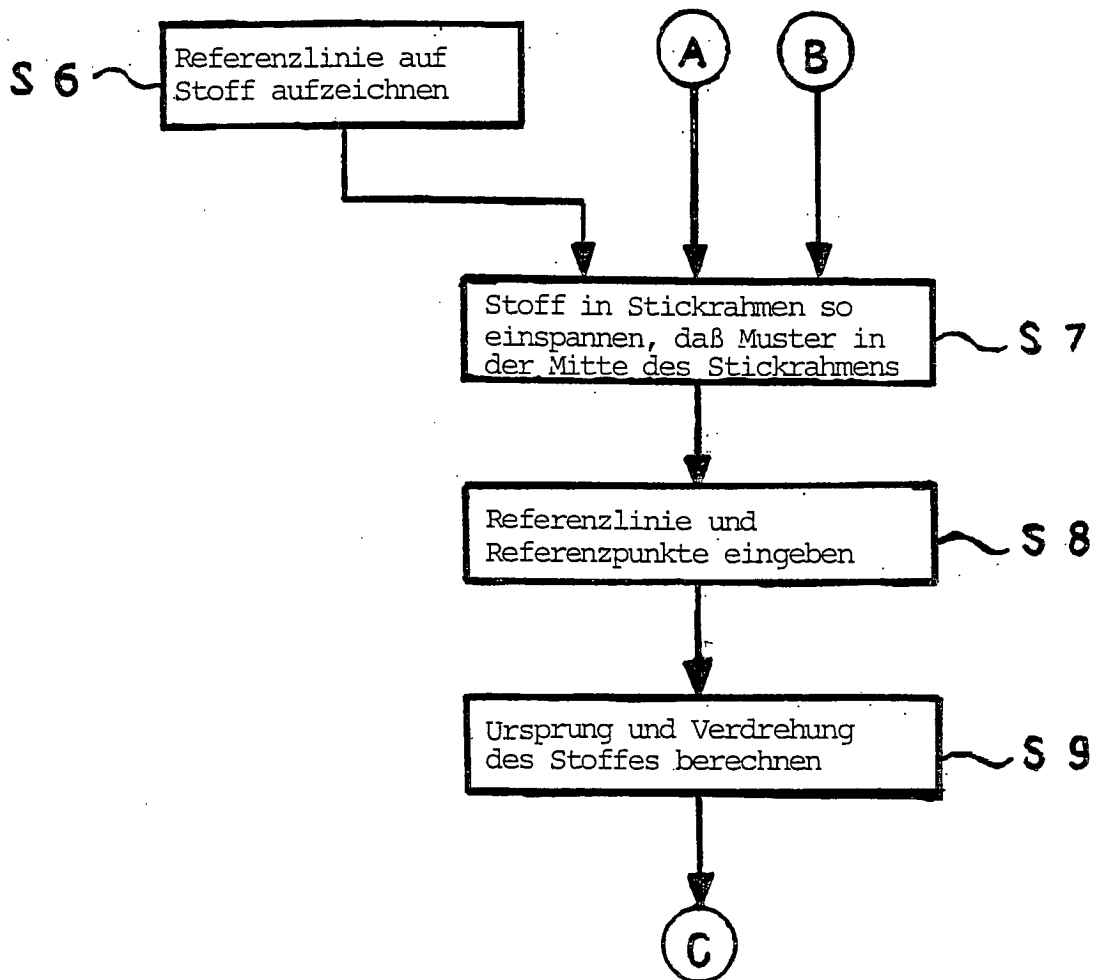 A
B
S 6
Referenzlinie auf
Stoff aufzeichnen
Stoff in Stickrahmen so
einspannen, daß Muster in
der Mitte des Stickrahmens
S 7
Referenzlinie und
Referenzpunkte eingeben
S 8
Ursprung und Verdrehung
des Stoffes berechnen
S 9
C